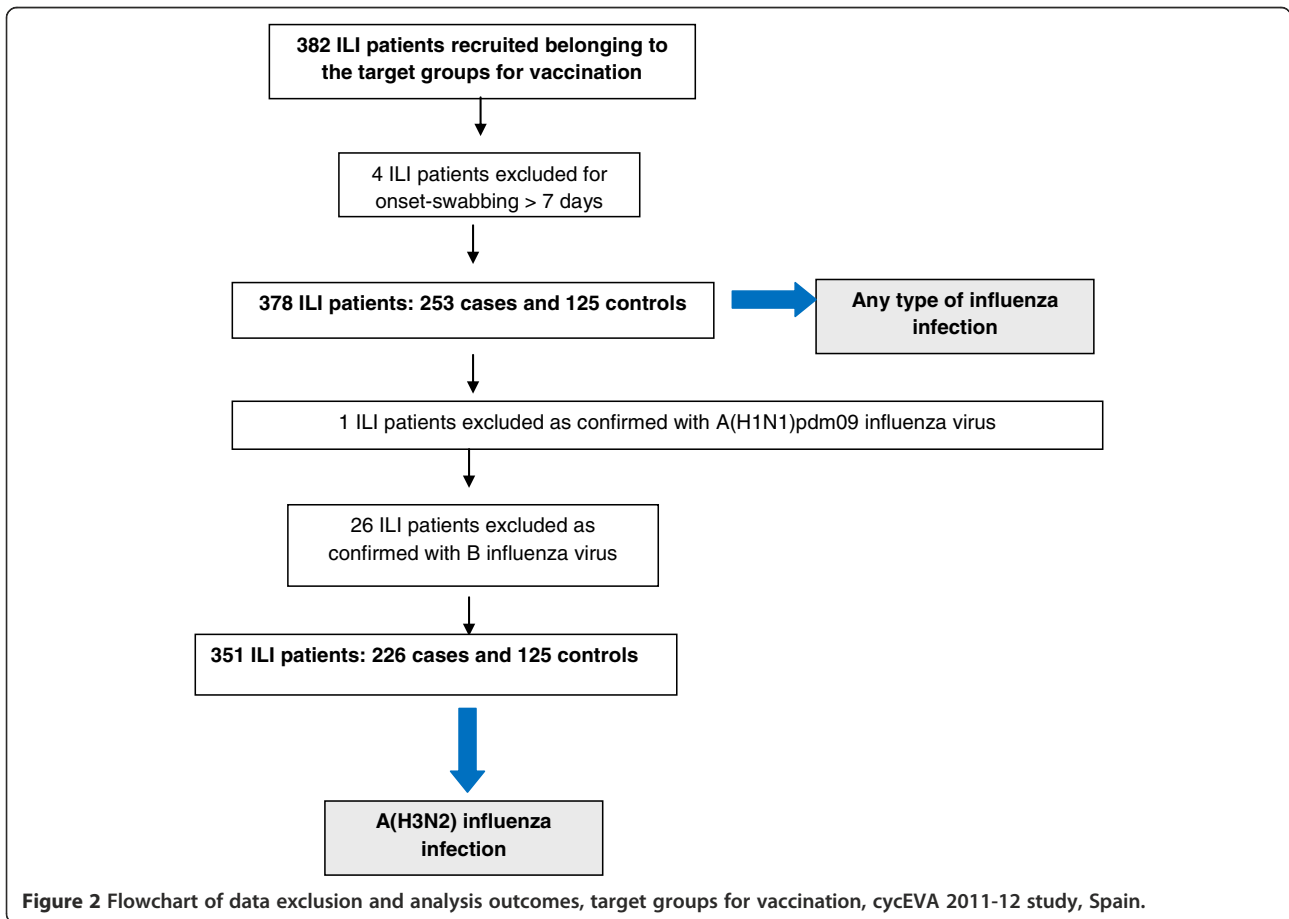 382 ILI patients recruited belonging to
the target groups for vaccination
4 ILI patients excluded for
onset-swabbing > 7 days
378 ILI patients: 253 cases and 125 controls
Any type of influenza
infection
1 ILI patients excluded as confirmed with A(H1N1)pdm09 influenza virus
26 ILI patients excluded as
confirmed with B influenza virus
351 ILI patients: 226 cases and 125 controls
A(H3N2) influenza
infection
Figure 2 Flowchart of data exclusion and analysis outcomes, target groups for vaccination, cycEVA 2011-12 study, Spain.